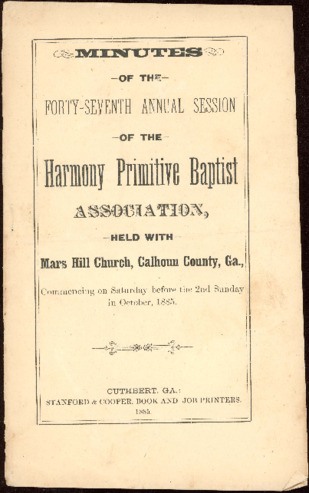 MINUTES
OF THE
FORTY-SEVENTH ANNUAL SESSION
OF THE
Harmony Primitive Baptist
ASSOCIATION,
HELD WITH
Mars Hill Church, Calhoun County, Ga.,
Commencing on Saturday before the 2nd Sunday
in October, 1885.
CUTHBERT, GA.:
STANFORD & COOPER, BOOK AND JOB PRINTERS.
1885